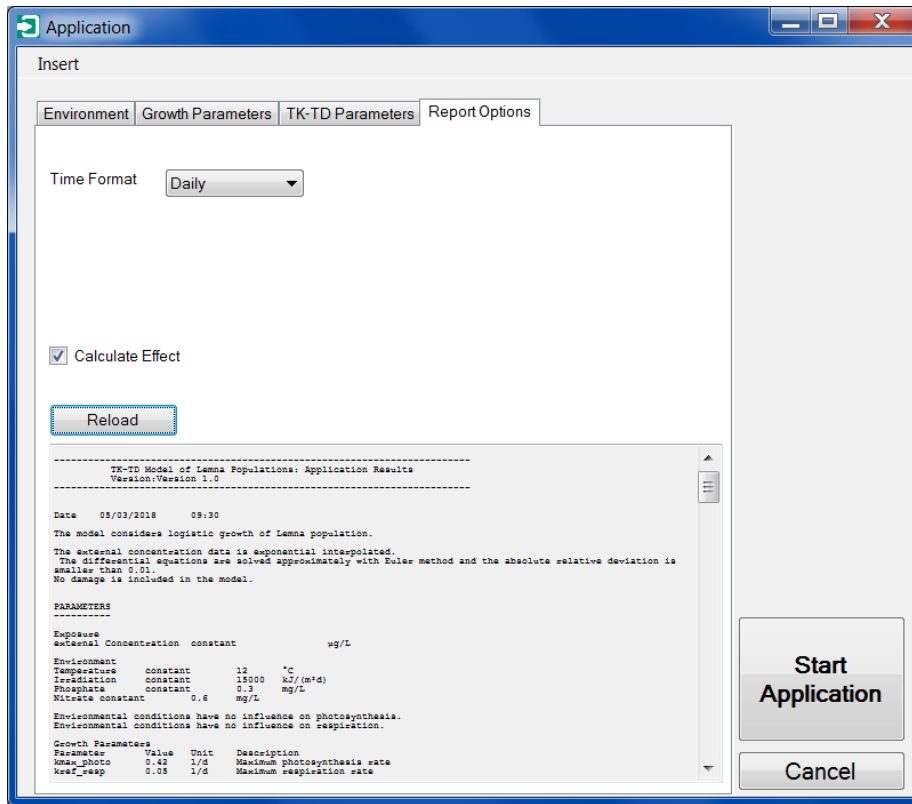 Application
Insert
Environment Growth Parameters TK-TD Parameters Report Options
Time Format Daily
Calculate Effect
Reload
--------------------------------------------------------------------------
TK-TD Model of Lemna Populations: Application Results
Version:Version 1.0
--------------------------------------------------------------------------
Date 05/03/2018 09:30
The model considers logistic growth of Lemna population.
The external concentration data is exponential interpolated.
The differential equations are solved approximately with Euler method and the absolute relative deviation is
smaller than 0.01.
No damage is included in the model.
PARAMETERS
----------
Exposure
external Concentration constant µg/L
Environment
Temperature constant 12 °C
Irradiation constant 15000 kJ/(m²d)
Phosphate constant 0.3 mg/L
Nitrate constant 0.6 mg/L
Environmental conditions have no influence on photosynthesis.
Environmental conditions have no influence on respiration.
Growth Parameters
Parameter Value Unit Description
kmax_photo 0.42 1/d Maximum photosynthesis rate
kref_resp 0.05 1/d Maximum respiration rate
Start
Application
Cancel